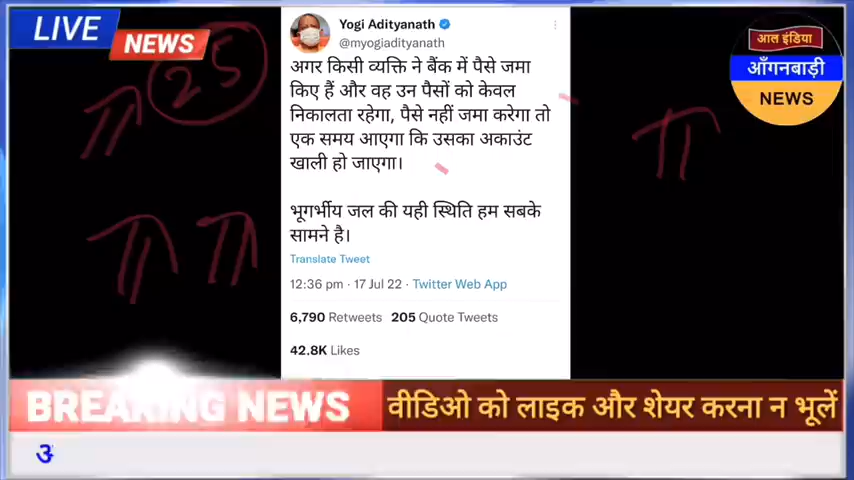 LIVE
NEWS
25
Yogi Adityanath
@myogiadityanath
अगर किसी व्यक्ति ने बैंक में पैसे जमा
किए हैं और वह उन पैसों को केवल
निकालता रहेगा, पैसे नहीं जमा करेगा तो
एक समय आएगा कि उसका अकाउंट
खाली हो जाएगा।
भूगर्भीय जल की यही स्थिति हम सबके
सामने है।
Translate Tweet
12:36 pm · 17 Jul 22 · Twitter Web App
6,790 Retweets 205 Quote Tweets
42.8K Likes
आल इंडिया
आँगनबाड़ी
NEWS
BREAKING NEWS
वीडिओ को लाइक और शेयर करना न भूलें